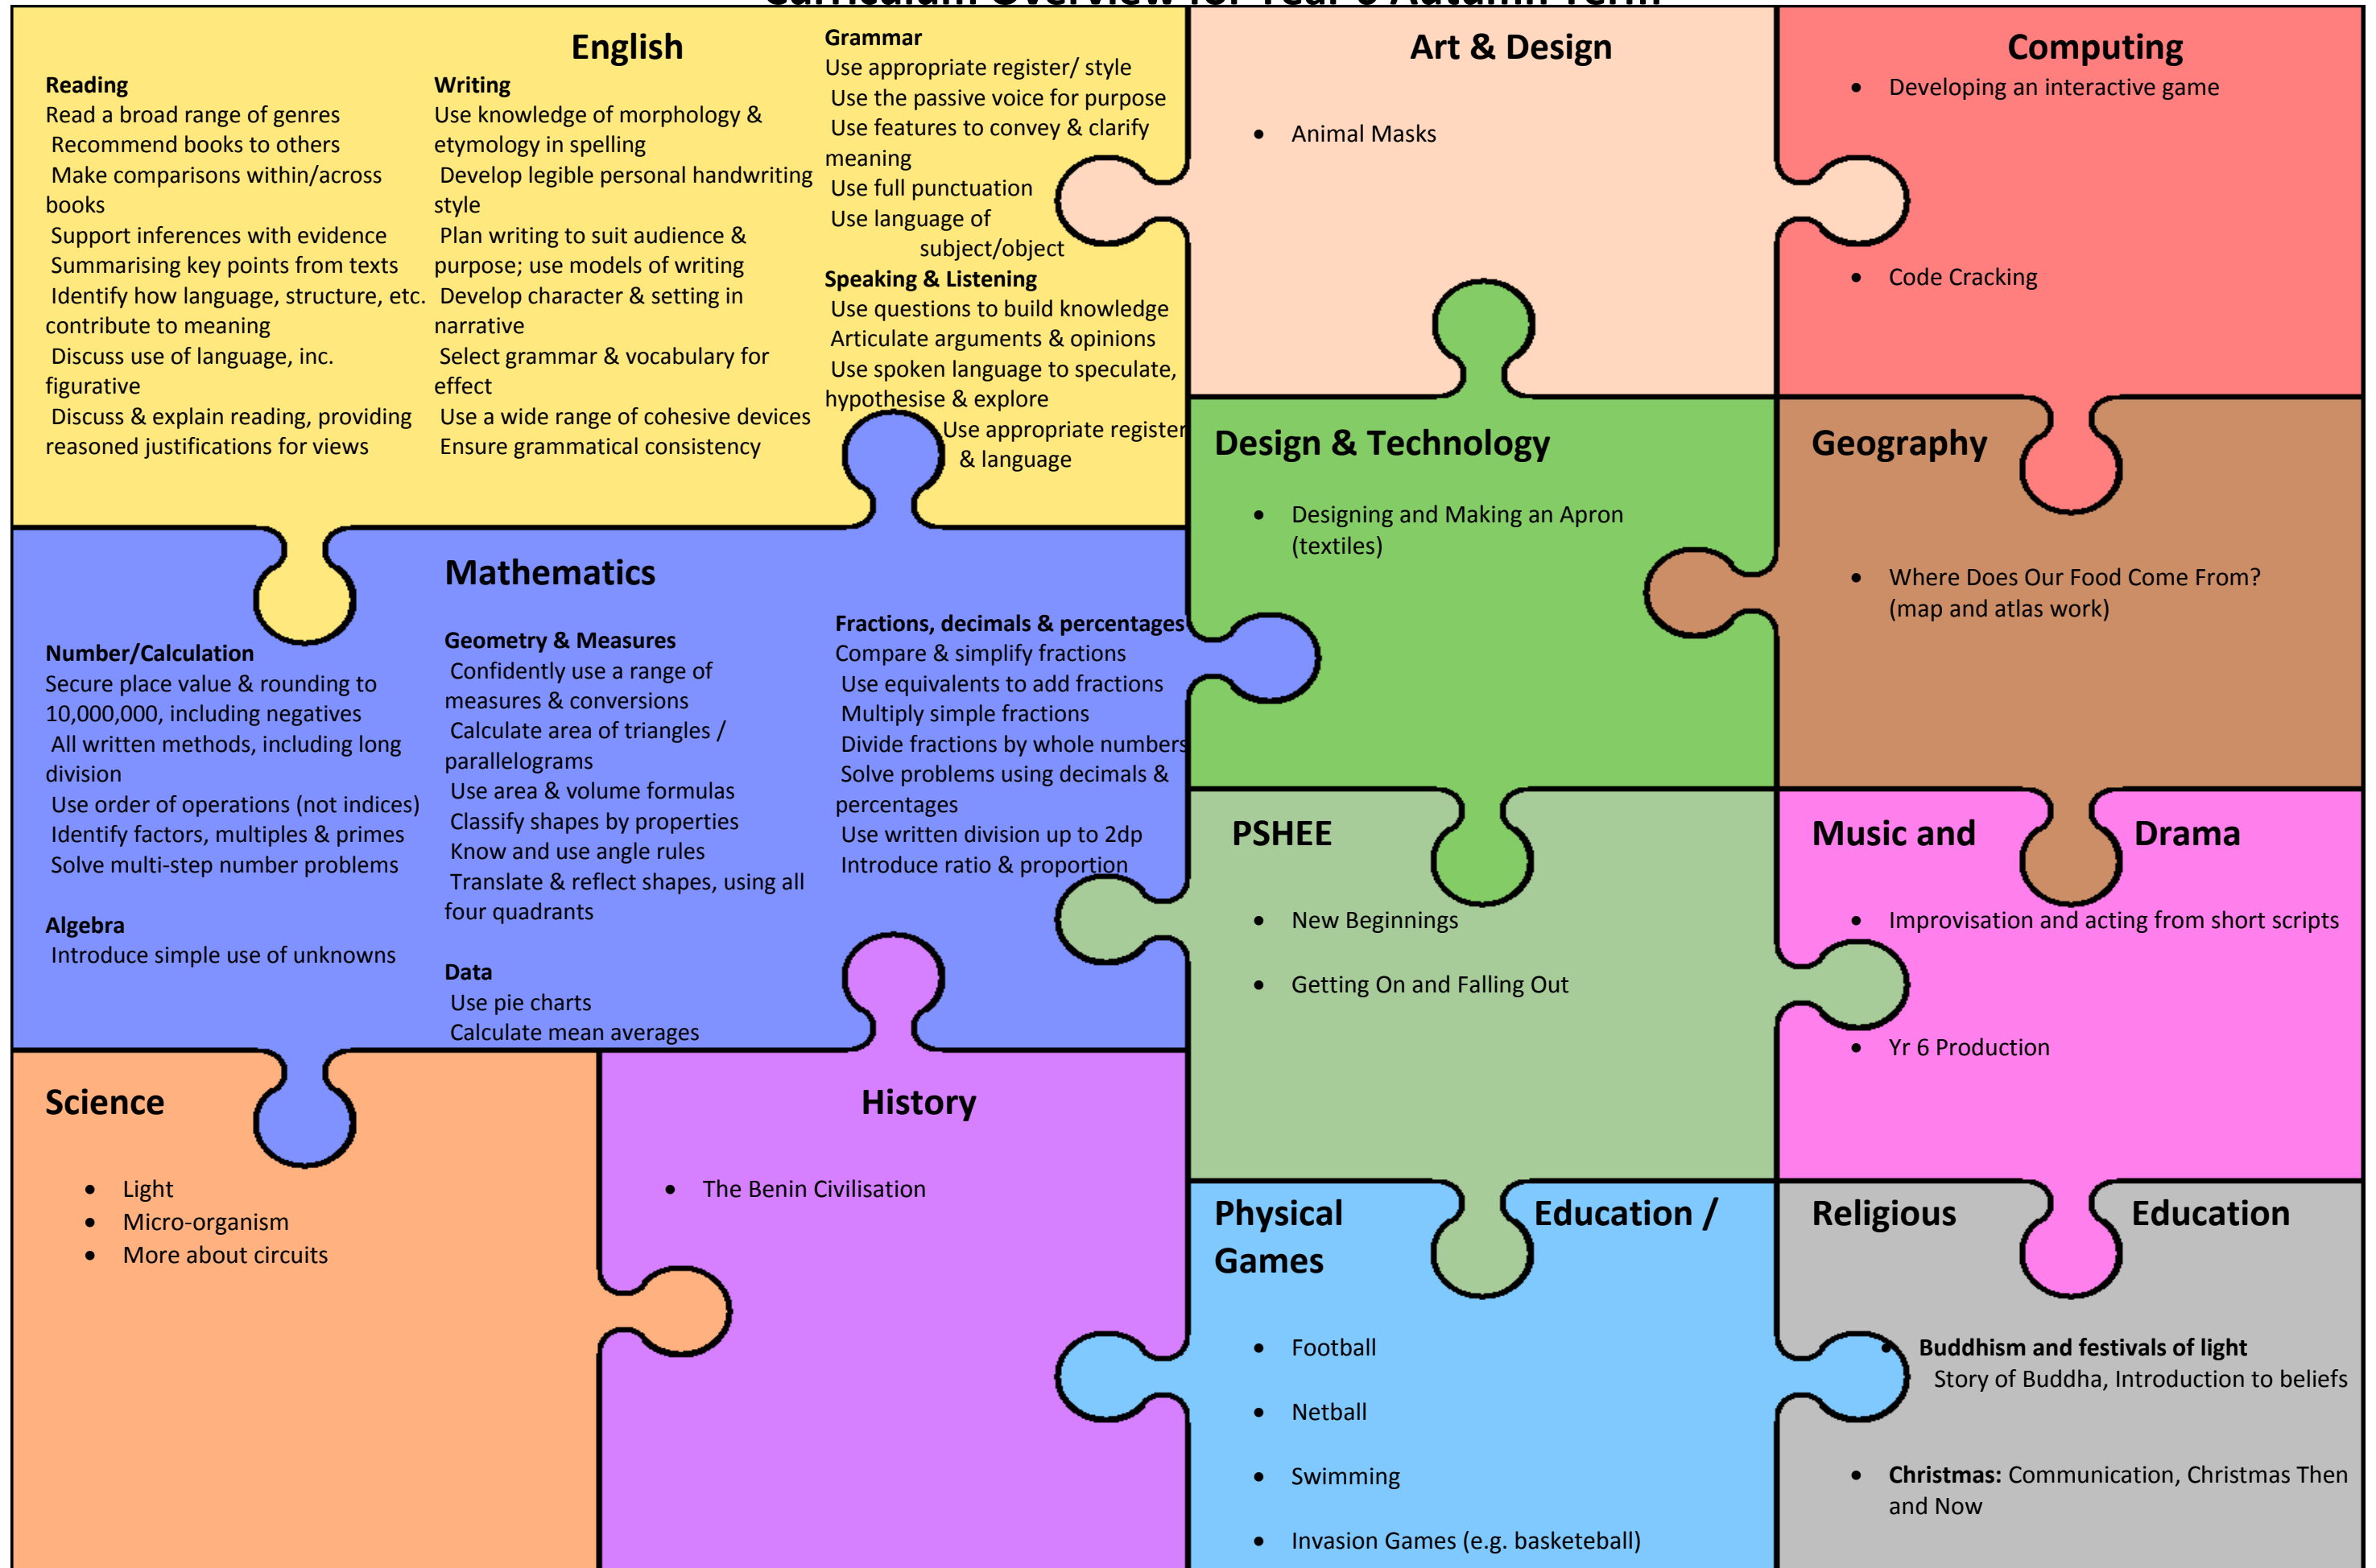 Curriculum Overview for Year 6 Autumn Term
English
Reading
Read a broad range of genres
Recommend books to others
Make comparisons within/across
books
Support inferences with evidence
Summarising key points from texts
Identify how language, structure, etc.
contribute to meaning
Discuss use of language, inc.
figurative
Discuss & explain reading, providing
reasoned justifications for views
Writing
Use knowledge of morphology &
etymology in spelling
Develop legible personal handwriting
style
Plan writing to suit audience &
purpose; use models of writing
Develop character & setting in
narrative
Select grammar & vocabulary for
effect
Use a wide range of cohesive devices
Ensure grammatical consistency
Grammar
Use appropriate register/ style
Use the passive voice for purpose
Use features to convey & clarify
meaning
Use full punctuation
Use language of
subject/object
Speaking & Listening
Use questions to build knowledge
Articulate arguments & opinions
Use spoken language to speculate,
hypothesise & explore
Use appropriate register
& language
Art & Design
• Animal Masks
Computing
• Developing an interactive game
• Code Cracking
Design & Technology
• Designing and Making an Apron
(textiles)
Geography
• Where Does Our Food Come From?
(map and atlas work)
Mathematics
Number/Calculation
Secure place value & rounding to
10,000,000, including negatives
All written methods, including long
division
Use order of operations (not indices)
Identify factors, multiples & primes
Solve multi-step number problems
Algebra
Introduce simple use of unknowns
Geometry & Measures
Confidently use a range of
measures & conversions
Calculate area of triangles /
parallelograms
Use area & volume formulas
Classify shapes by properties
Know and use angle rules
Translate & reflect shapes, using all
four quadrants
Data
Use pie charts
Calculate mean averages
Fractions, decimals & percentages
Compare & simplify fractions
Use equivalents to add fractions
Multiply simple fractions
Divide fractions by whole numbers
Solve problems using decimals &
percentages
Use written division up to 2dp
Introduce ratio & proportion
PSHEE
• New Beginnings
• Getting On and Falling Out
Music and Drama
• Improvisation and acting from short scripts
• Yr 6 Production
Science
• Light
• Micro-organism
• More about circuits
History
• The Benin Civilisation
Physical Education /
Games
• Football
• Netball
• Swimming
• Invasion Games (e.g. basketeball)
Religious Education
• Buddhism and festivals of light
Story of Buddha, Introduction to beliefs
• Christmas: Communication, Christmas Then
and Now